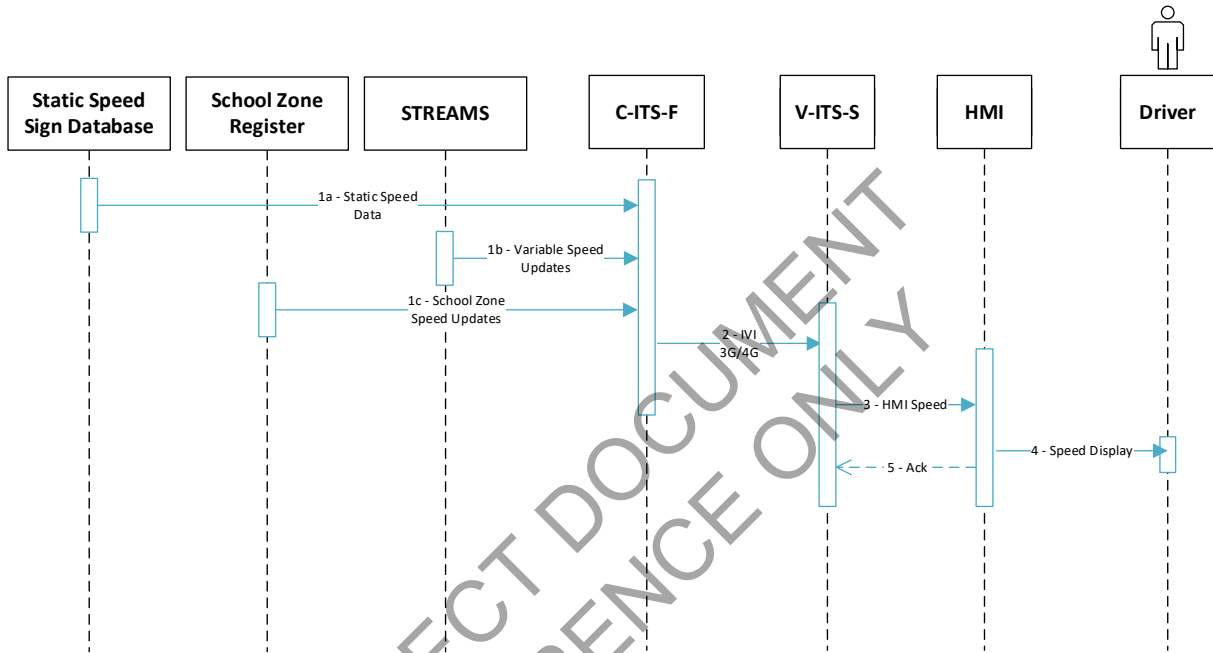 Static Speed
Sign Database
School Zone
Register
STREAMS
C-ITS-F
V-ITS-S
HMI
Driver
1a - Static Speed
Data
1b - Variable Speed
Updates
1c - School Zone
Speed Updates
2 - IVI
3G/4G
3 - HMI Speed
4 - Speed Display
5 - Ack
ECT DOCUMENT
ENCE ONLY